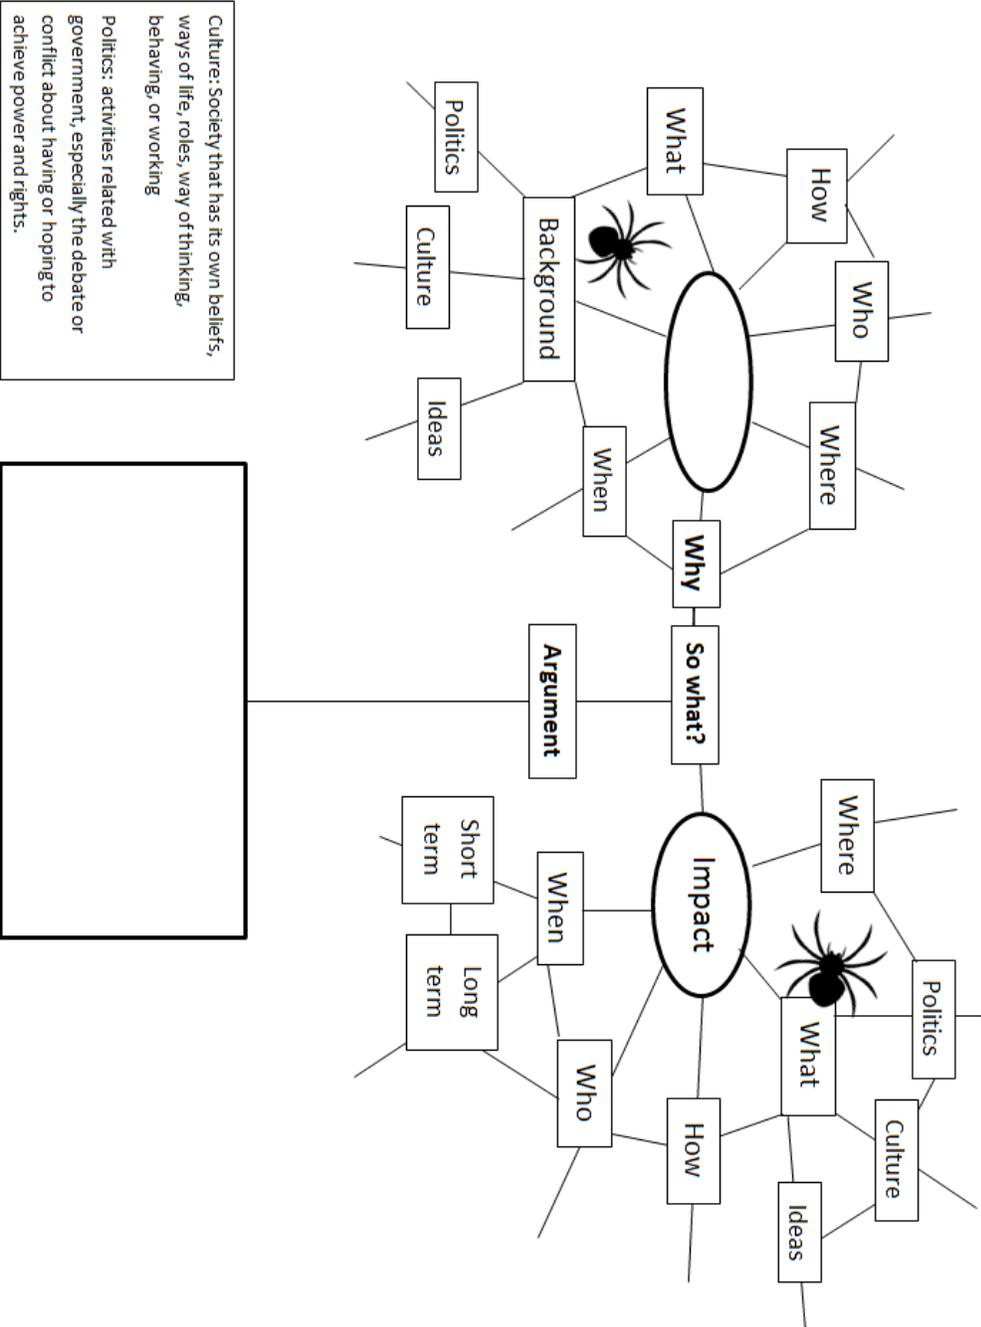 How
Who
Where
What
Why
When
Background
Politics
Culture
Ideas
So what?
Argument
Where
Politics
Culture
What
Ideas
Impact
How
When
Who
Short
term
Long
term
Culture: Society that has its own beliefs,
ways of life, roles, way of thinking,
behaving, or working
Politics: activities related with
government, especially the debate or
conflict about having or hoping to
achieve power and rights.